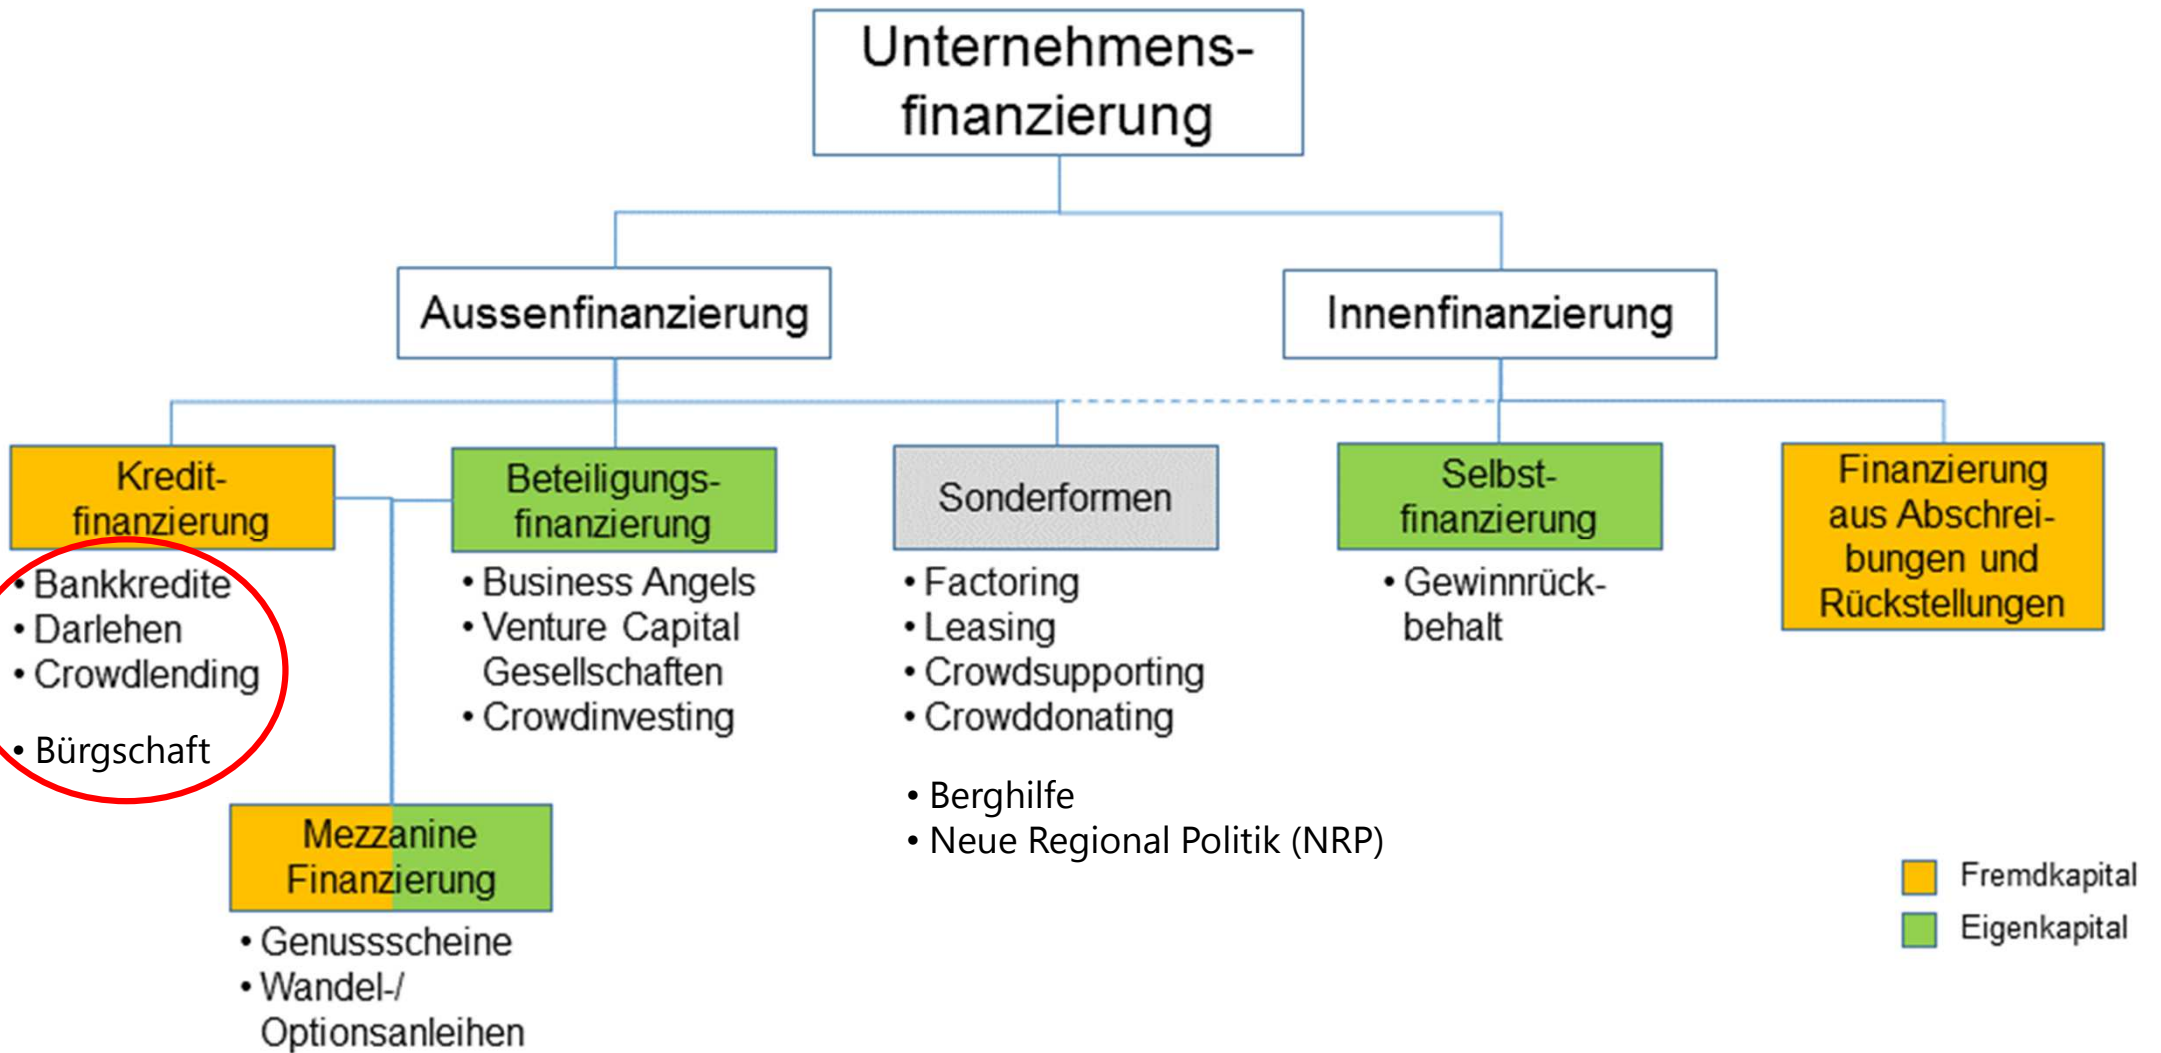 Unternehmens-
finanzierung
Aussenfinanzierung
Innenfinanzierung
Kredit-
finanzierung
• Bankkredite
• Darlehen
• Crowdlending
• Bürgschaft
Beteiligungs-
finanzierung
• Business Angels
• Venture Capital
Gesellschaften
• Crowdinvesting
Mezzanine
Finanzierung
• Genussscheine
• Wandel-/
Optionsanleihen
Sonderformen
• Factoring
• Leasing
• Crowdsupporting
• Crowddonating
• Berghilfe
• Neue Regional Politik (NRP)
Selbst-
finanzierung
• Gewinnrück-
behalt
Finanzierung
aus Abschrei-
bungen und
Rückstellungen
Fremdkapital
Eigenkapital